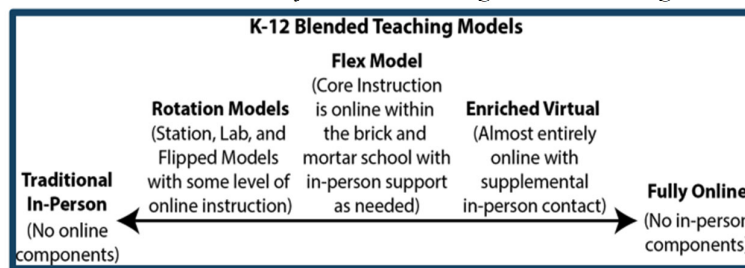 K-12 Blended Teaching Models
Flex Model
(Core Instruction
is online within
the brick and
mortar school with
in-person support
as needed)
Rotation Models
(Station, Lab, and
Flipped Models
with some level of
online instruction)
Enriched Virtual
(Almost entirely
online with
supplemental
in-person contact)
Traditional
In-Person
(No online
components)
Fully Online
(No in-person
components)